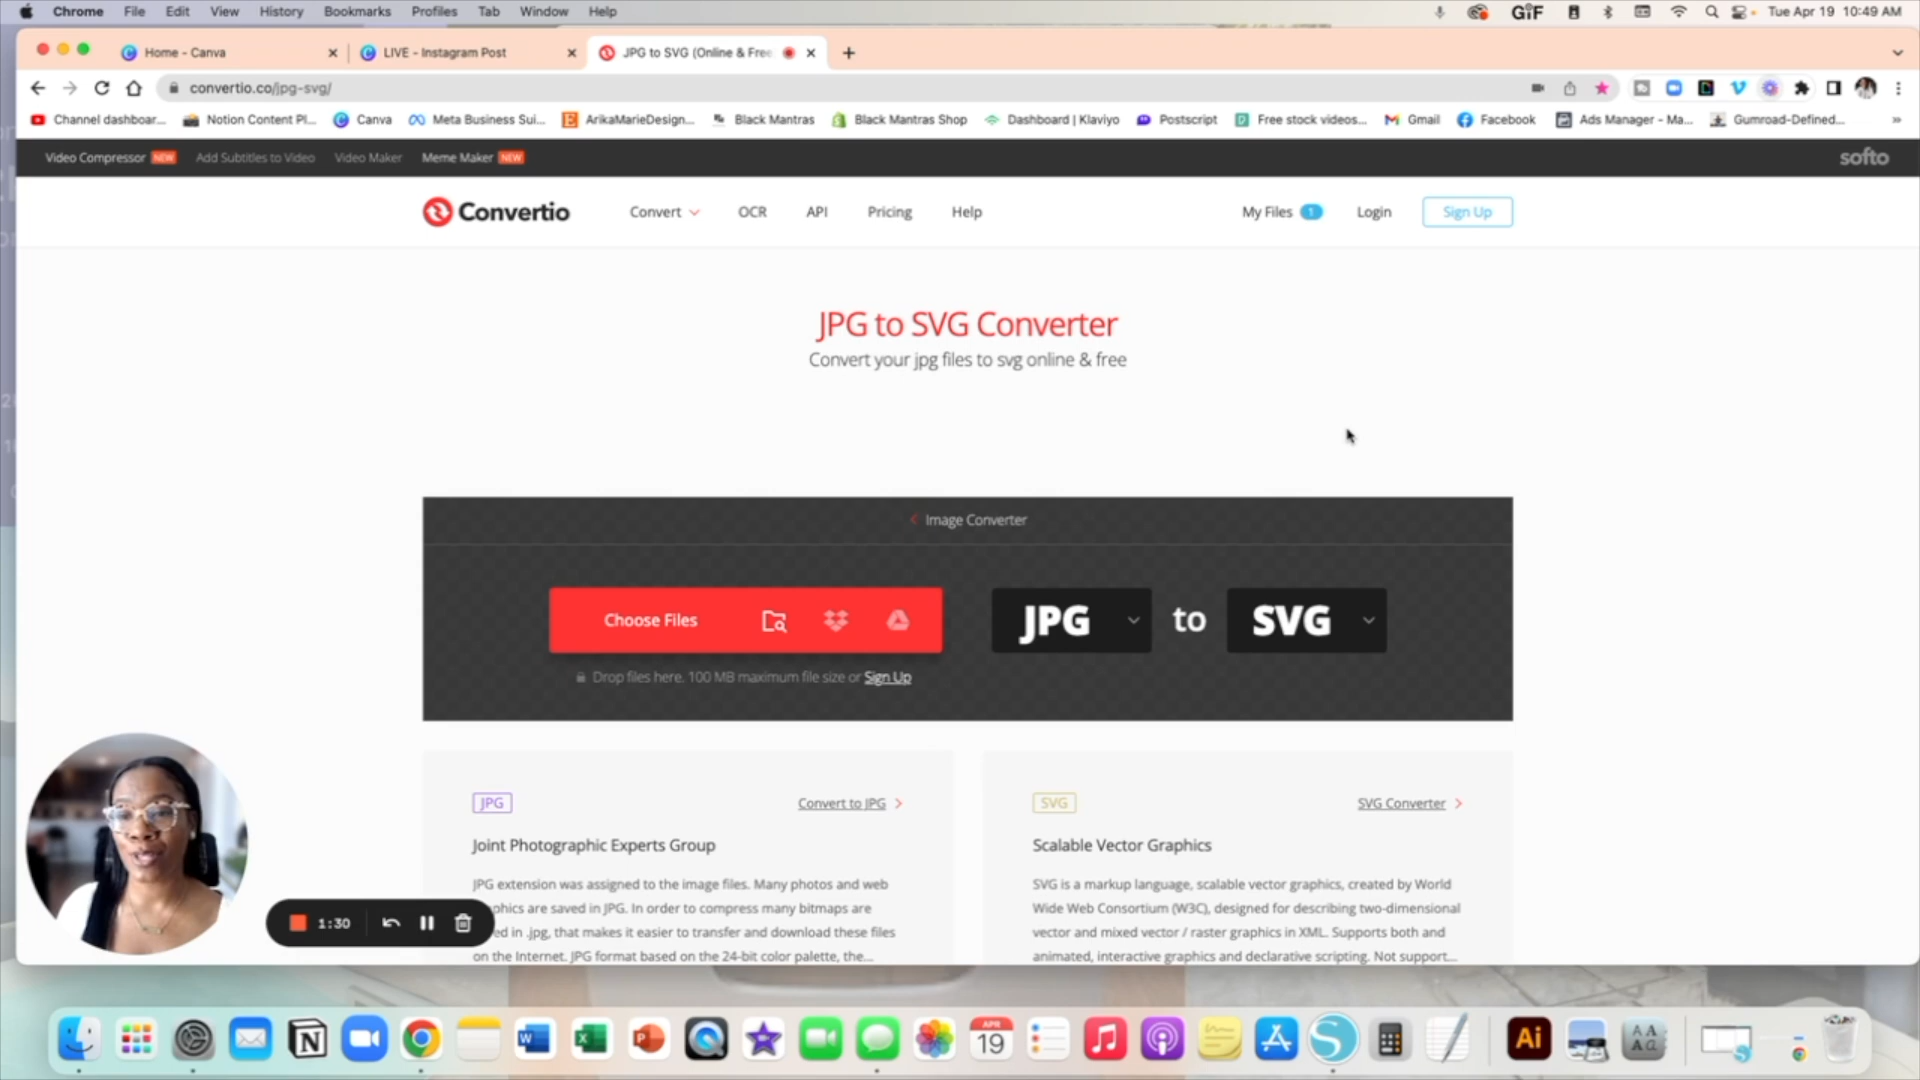 Chrome File Edit View History Bookmarks Profiles Tab Window Help GIF Tue Apr 19 10:49 AM
Home - Canva LIVE - Instagram Post JPG to SVG (Online & Free
convertio.co/jpg-svg/
Channel dashboar... Notion Content Pl... Canva Meta Business Sui... ArikaMarieDesign... Black Mantras Black Mantras Shop Dashboard | Klaviyo Postscript Free stock videos... Gmail Facebook Ads Manager - Ma... Gumroad-Defined... »
Video Compressor NEW Add Subtitles to Video Video Maker Meme Maker NEW softo
Convertio Convert OCR API Pricing Help My Files 1 Login Sign Up
JPG to SVG Converter
Convert your jpg files to svg online & free
Image Converter
Choose Files JPG to SVG
Drop files here. 100 MB maximum file size or Sign Up
JPG Convert to JPG
Joint Photographic Experts Group
JPG extension was assigned to the image files. Many photos and web
phics are saved in JPG. In order to compress many bitmaps are
ed in .jpg, that makes it easier to transfer and download these files
on the Internet. JPG format based on the 24-bit color palette, the...
SVG SVG Converter
Scalable Vector Graphics
SVG is a markup language, scalable vector graphics, created by World
Wide Web Consortium (W3C), designed for describing two-dimensional
vector and mixed vector / raster graphics in XML. Supports both and
animated, interactive graphics and declarative scripting. Not support...
1:30
APR
19
Ai